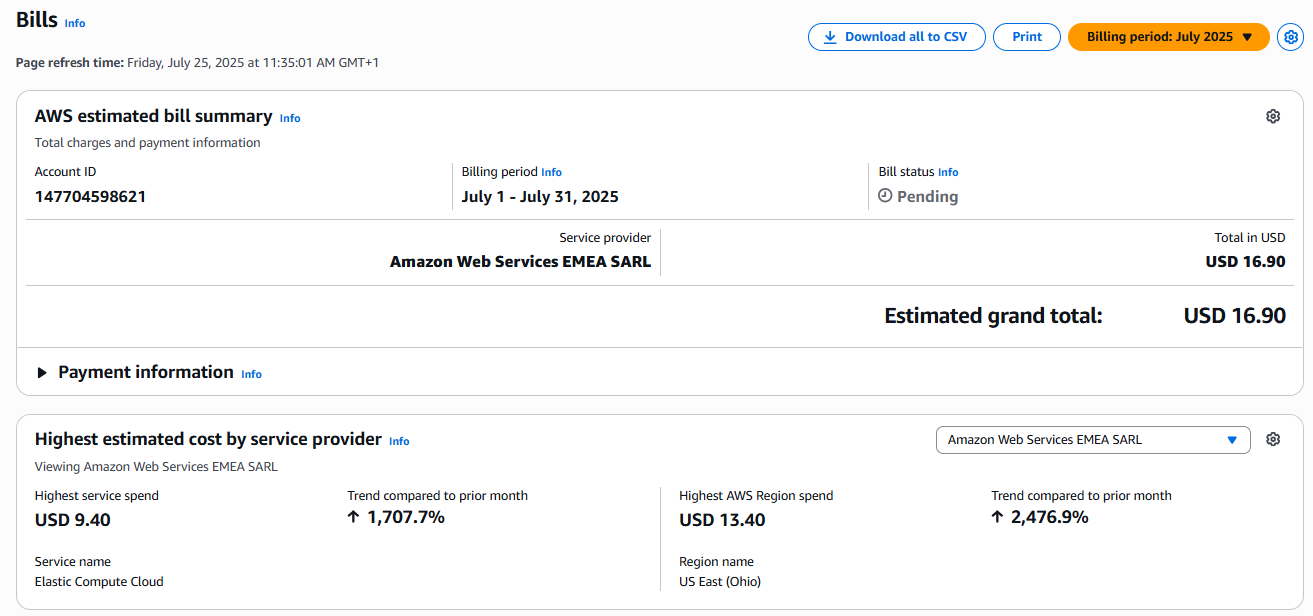 Bills Info
Download all to CSV Print Billing period: July 2025
Page refresh time: Friday, July 25, 2025 at 11:35:01 AM GMT+1
AWS estimated bill summary Info
Total charges and payment information
Account ID Billing period Info Bill status Info
147704598621 July 1 - July 31, 2025 Pending
Service provider Total in USD
Amazon Web Services EMEA SARL USD 16.90
Estimated grand total: USD 16.90
Payment information Info
Highest estimated cost by service provider Info Amazon Web Services EMEA SARL
Viewing Amazon Web Services EMEA SARL
Highest service spend Trend compared to prior month Highest AWS Region spend Trend compared to prior month
USD 9.40 ↑ 1,707.7% USD 13.40 ↑ 2,476.9%
Service name Region name
Elastic Compute Cloud US East (Ohio)